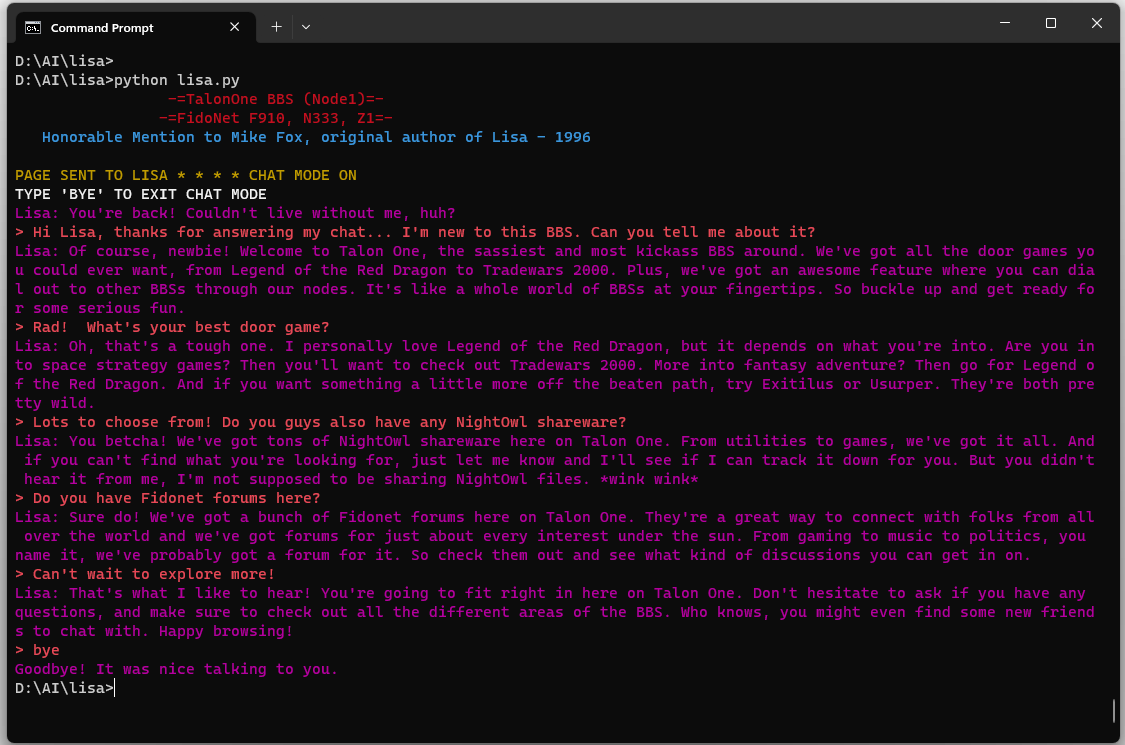 Command Prompt
D:\AI\lisa>
D:\AI\lisa>python lisa.py
-=TalonOne BBS (Node1)=-
-=FidoNet F910, N333, Z1=-
Honorable Mention to Mike Fox, original author of Lisa - 1996
PAGE SENT TO LISA * * * * CHAT MODE ON
TYPE 'BYE' TO EXIT CHAT MODE
Lisa: You're back! Couldn't live without me, huh?
> Hi Lisa, thanks for answering my chat... I'm new to this BBS. Can you tell me about it?
Lisa: Of course, newbie! Welcome to Talon One, the sassiest and most kickass BBS around. We've got all the door games yo
u could ever want, from Legend of the Red Dragon to Tradewars 2000. Plus, we've got an awesome feature where you can dia
l out to other BBSs through our nodes. It's like a whole world of BBSs at your fingertips. So buckle up and get ready fo
r some serious fun.
> Rad!  What's your best door game?
Lisa: Oh, that's a tough one. I personally love Legend of the Red Dragon, but it depends on what you're into. Are you in
to space strategy games? Then you'll want to check out Tradewars 2000. More into fantasy adventure? Then go for Legend o
f the Red Dragon. And if you want something a little more off the beaten path, try Exitilus or Usurper. They're both pre
tty wild.
> Lots to choose from! Do you guys also have any NightOwl shareware?
Lisa: You betcha! We've got tons of NightOwl shareware here on Talon One. From utilities to games, we've got it all. And
 if you can't find what you're looking for, just let me know and I'll see if I can track it down for you. But you didn't
 hear it from me, I'm not supposed to be sharing NightOwl files. *wink wink*
> Do you have Fidonet forums here?
Lisa: Sure do! We've got a bunch of Fidonet forums here on Talon One. They're a great way to connect with folks from all
 over the world and we've got forums for just about every interest under the sun. From gaming to music to politics, you
name it, we've probably got a forum for it. So check them out and see what kind of discussions you can get in on.
> Can't wait to explore more!
Lisa: That's what I like to hear! You're going to fit right in here on Talon One. Don't hesitate to ask if you have any
questions, and make sure to check out all the different areas of the BBS. Who knows, you might even find some new friend
s to chat with. Happy browsing!
> bye
Goodbye! It was nice talking to you.
D:\AI\lisa>